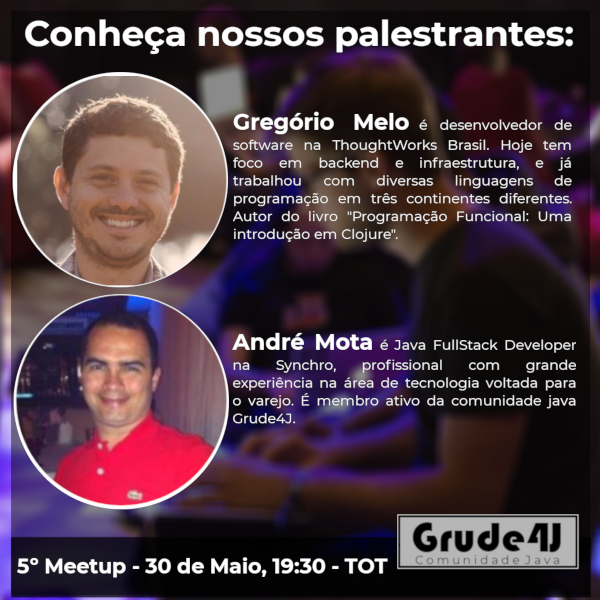 Conheça nossos palestrantes:
Gregório Melo é desenvolvedor de
software na ThoughtWorks Brasil. Hoje tem
foco em backend e infraestrutura, e já
trabalhou com diversas linguagens de
programação em três continentes diferentes.
Autor do livro "Programação Funcional: Uma
introdução em Clojure".
André Mota é Java FullStack Developer
na Synchro, profissional com grande
experiência na área de tecnologia voltada para
o varejo. É membro ativo da comunidade java
Grude4J.
5º Meetup - 30 de Maio, 19:30 - TOT
Grude4J
Comunidade Java